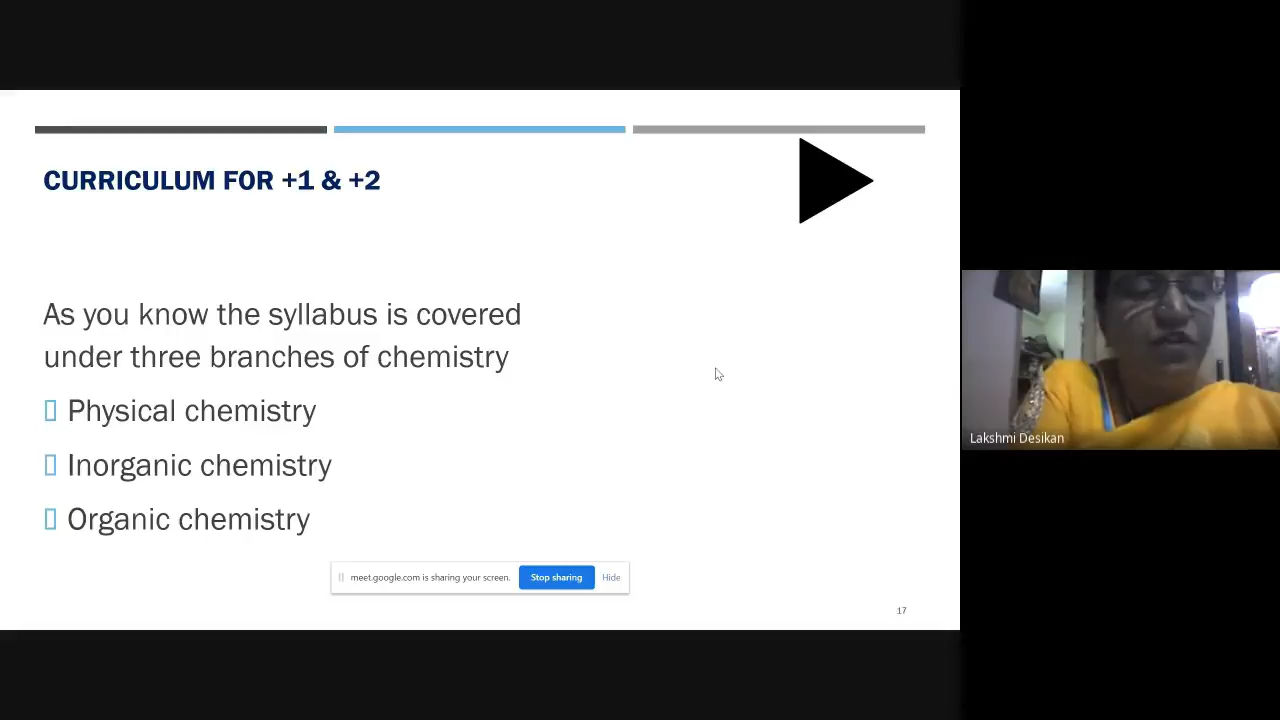 CURRICULUM FOR +1 & +2
As you know the syllabus is covered
under three branches of chemistry
Physical chemistry
Inorganic chemistry
Organic chemistry
meet.google.com is sharing your screen.
Stop sharing
Hide
17
Lakshmi Desikan